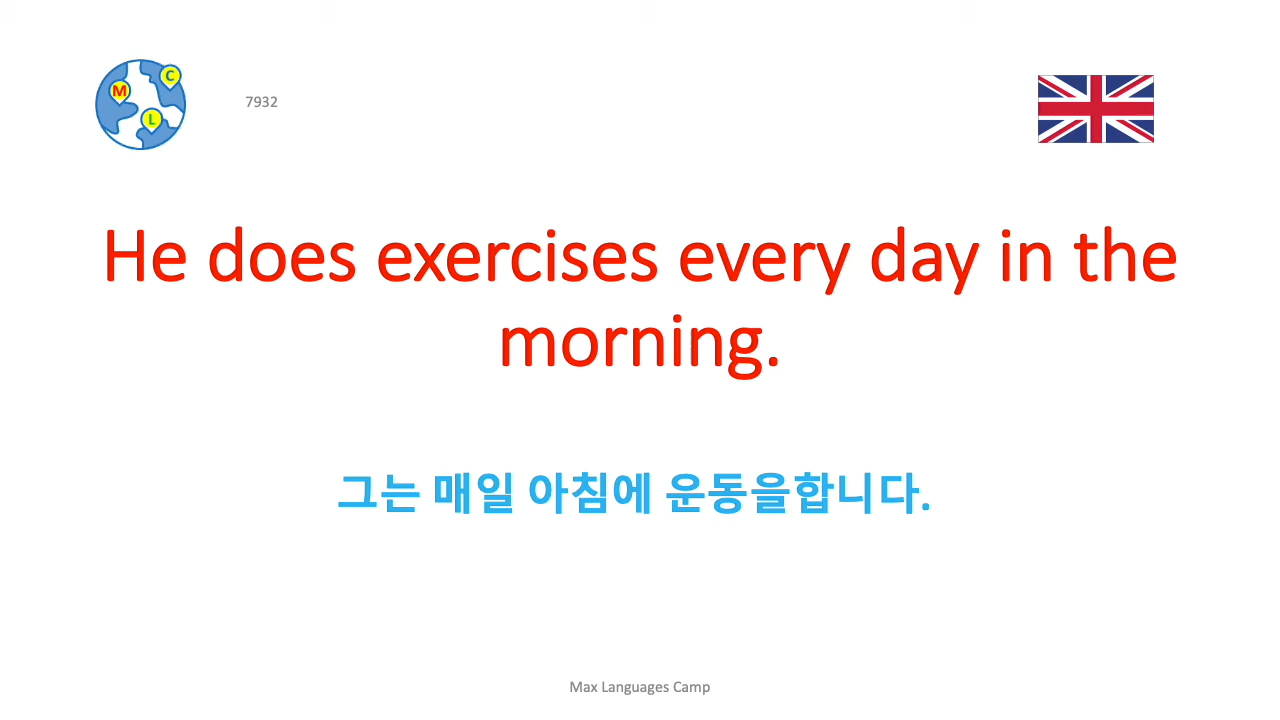 M
C
L
7932
He does exercises every day in the
morning.
그는 매일 아침에 운동을합니다.
Max Languages Camp